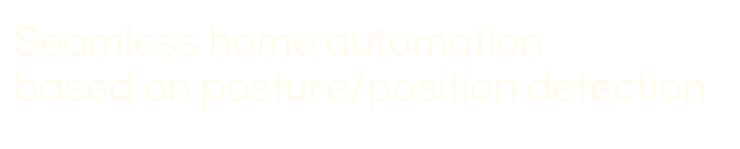 Seamless home automation
based on posture/position detection